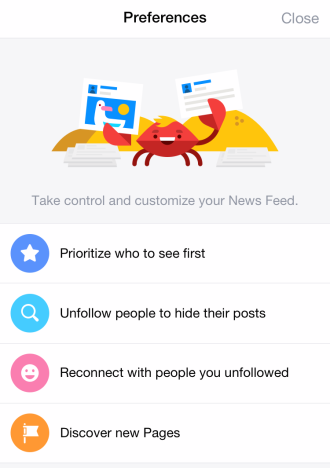 Preferences Close
Take control and customize your News Feed.
Prioritize who to see first
Unfollow people to hide their posts
Reconnect with people you unfollowed
Discover new Pages